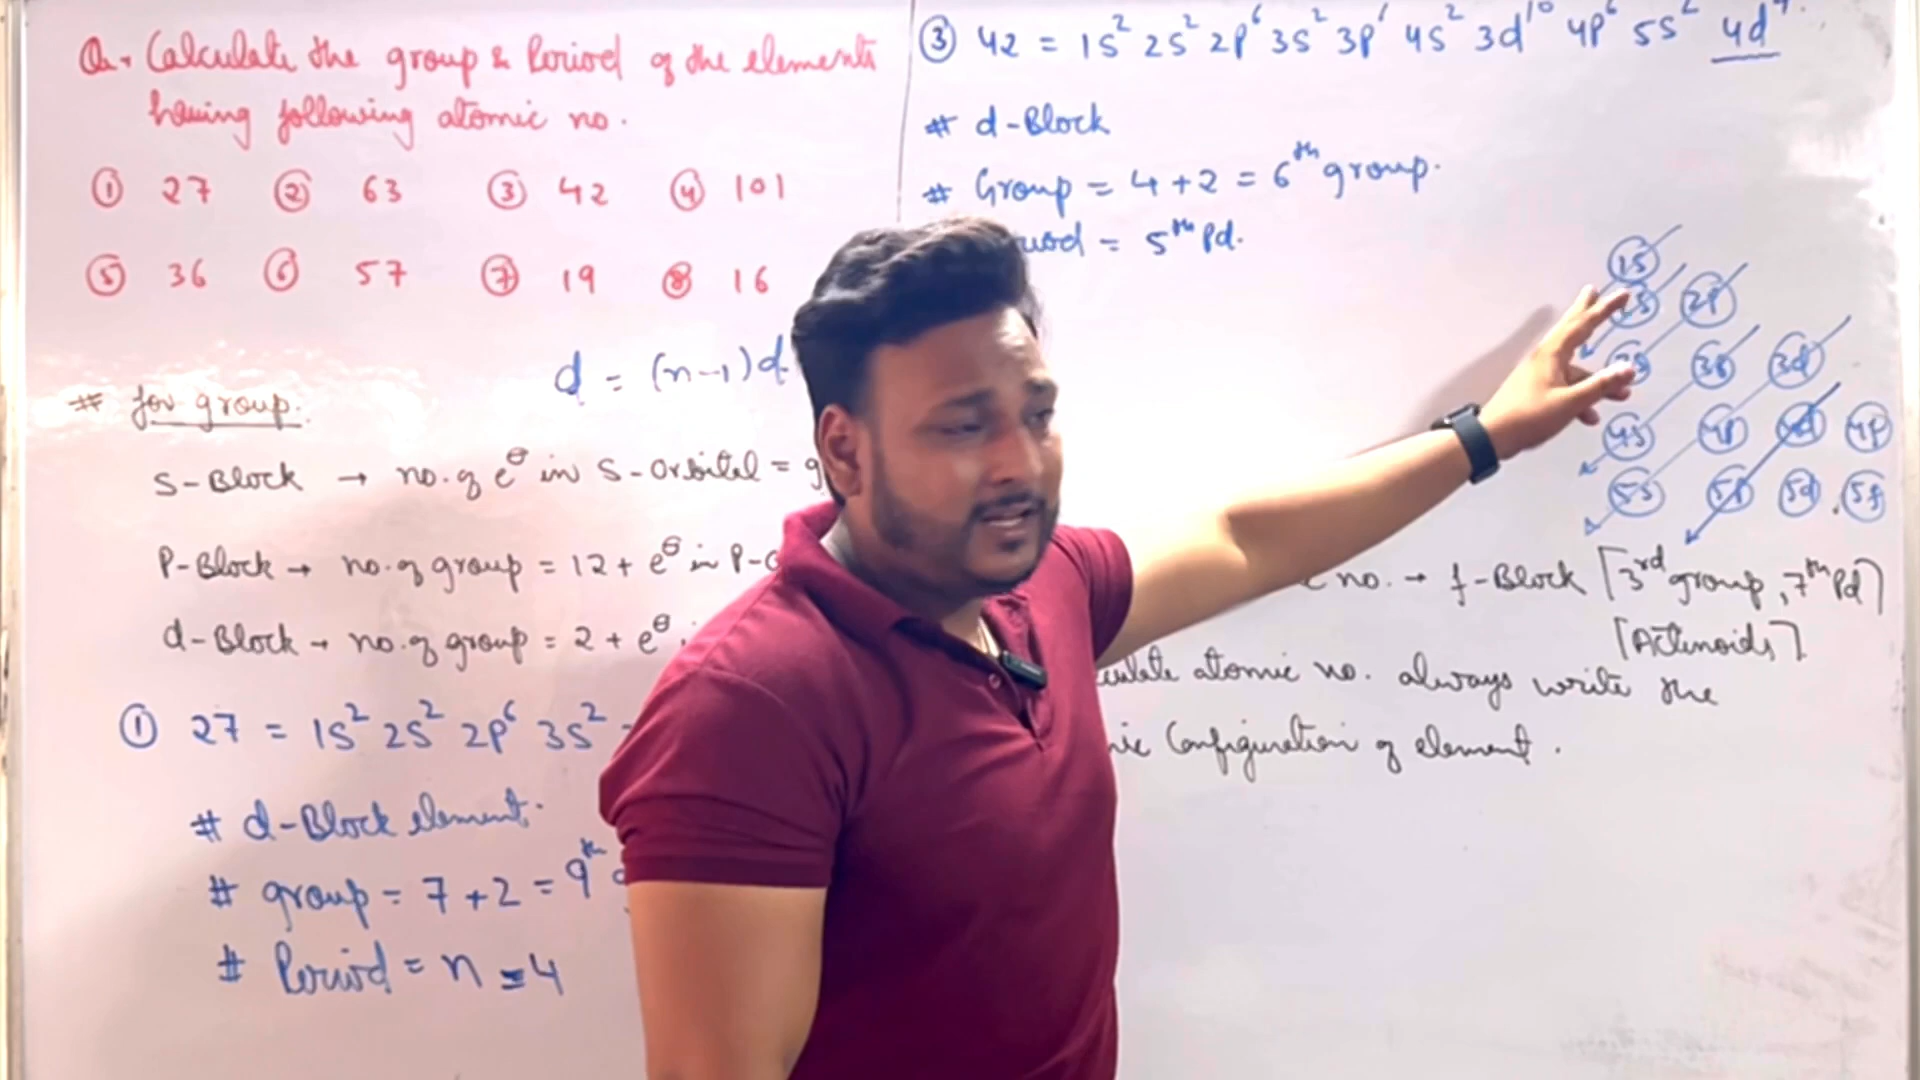 Q. Calculate the group & Period of the elements
having following atomic no.
① 27 ② 63 ③ 42 ④ 101
⑤ 36 ⑥ 57 ⑦ 19 ⑧ 16
d = (n-1)d
# for group.
S-Block → no. of e⊖ in S-Orbital =
P-Block → no. of group = 12 + e⊖ in P-
d-Block → no. of group = 2 + e⊖
① 27 = 1S² 2S² 2P⁶ 3S²
# d-Block element.
# group = 7 + 2 = 9th
# Period = n = 4
③ 42 = 1S² 2S² 2P⁶ 3S² 3P⁶ 4S² 3d¹⁰ 4P⁶ 5S² 4d⁴
# d-Block
# Group = 4 + 2 = 6th group.
= 5th Pd.
1S
2S 2P
3S 3P 3d
4S 4P 4d 4f
5S 5P 5d 5f
no. → f-Block [3rd group, 7th Pd]
[Actinoids]
atomic no. always write the
Configuration of element.